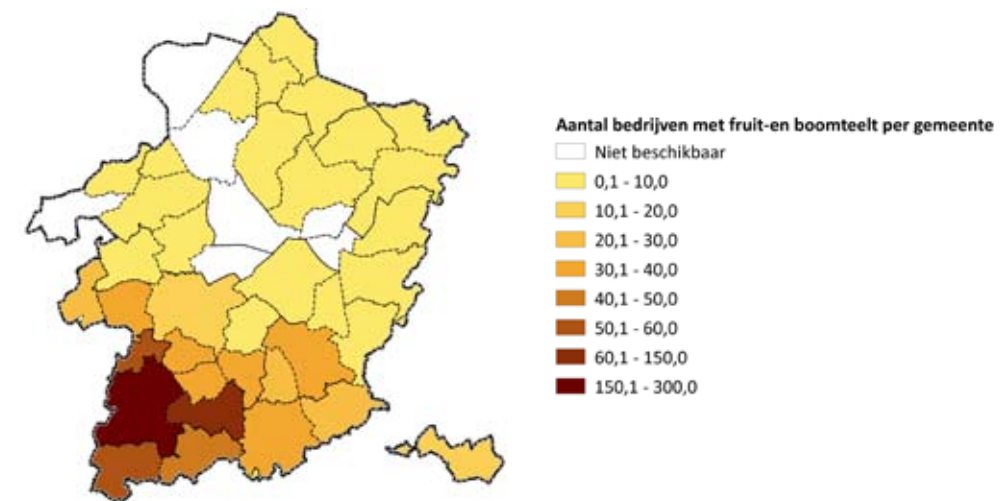 Aantal bedrijven met fruit-en boomteelt per gemeente
Niet beschikbaar
0,1 - 10,0
10,1 - 20,0
20,1 - 30,0
30,1 - 40,0
40,1 - 50,0
50,1 - 60,0
60,1 - 150,0
150,1 - 300,0